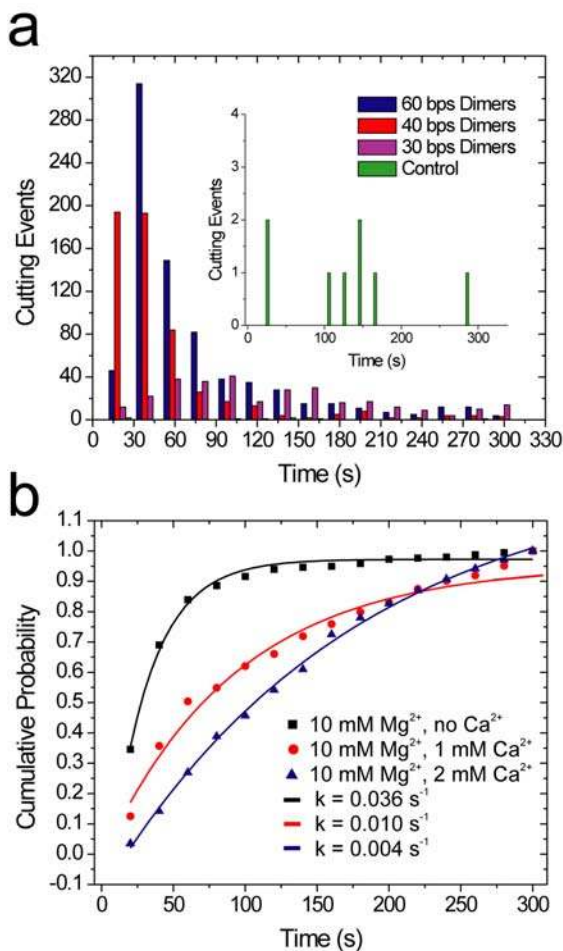 a
320
280
240
200
160
120
80
40
0
Cutting Events
0 30 60 90 120 150 180 210 240 270 300 330
Time (s)
60 bps Dimers
40 bps Dimers
30 bps Dimers
Control
4
3
2
1
0
Cutting Events
0 100 200 300
Time (s)
b
1.1
1.0
0.9
0.8
0.7
0.6
0.5
0.4
0.3
0.2
0.1
0.0
-0.1
Cumulative Probability
10 mM Mg²⁺, no Ca²⁺
10 mM Mg²⁺, 1 mM Ca²⁺
10 mM Mg²⁺, 2 mM Ca²⁺
k = 0.036 s⁻¹
k = 0.010 s⁻¹
k = 0.004 s⁻¹
0 50 100 150 200 250 300
Time (s)